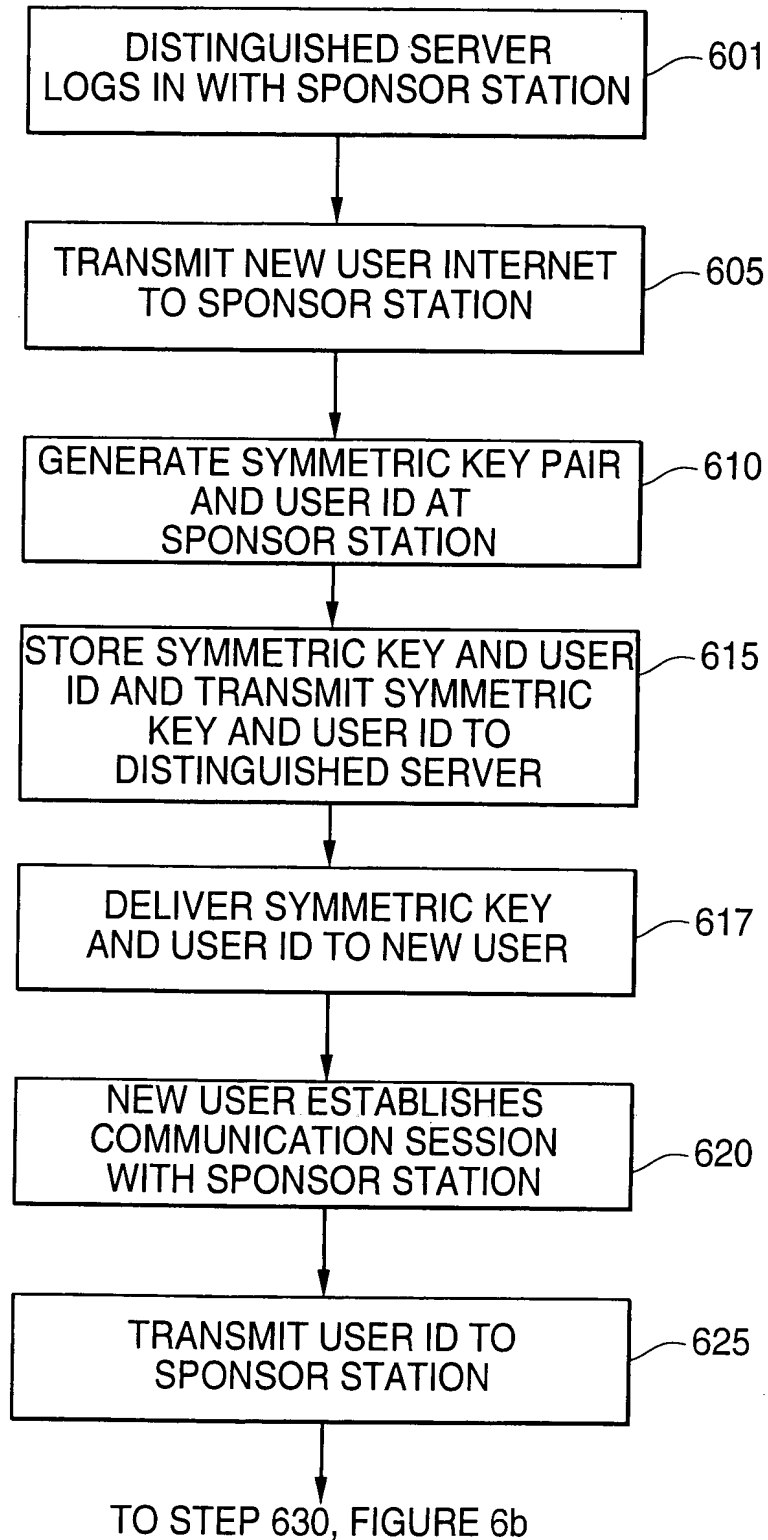 DISTINGUISHED SERVER
LOGS IN WITH SPONSOR STATION
601
TRANSMIT NEW USER INTERNET
TO SPONSOR STATION
605
GENERATE SYMMETRIC KEY PAIR
AND USER ID AT
SPONSOR STATION
610
STORE SYMMETRIC KEY AND USER
ID AND TRANSMIT SYMMETRIC
KEY AND USER ID TO
DISTINGUISHED SERVER
615
DELIVER SYMMETRIC KEY
AND USER ID TO NEW USER
617
NEW USER ESTABLISHES
COMMUNICATION SESSION
WITH SPONSOR STATION
620
TRANSMIT USER ID TO
SPONSOR STATION
625
TO STEP 630, FIGURE 6b